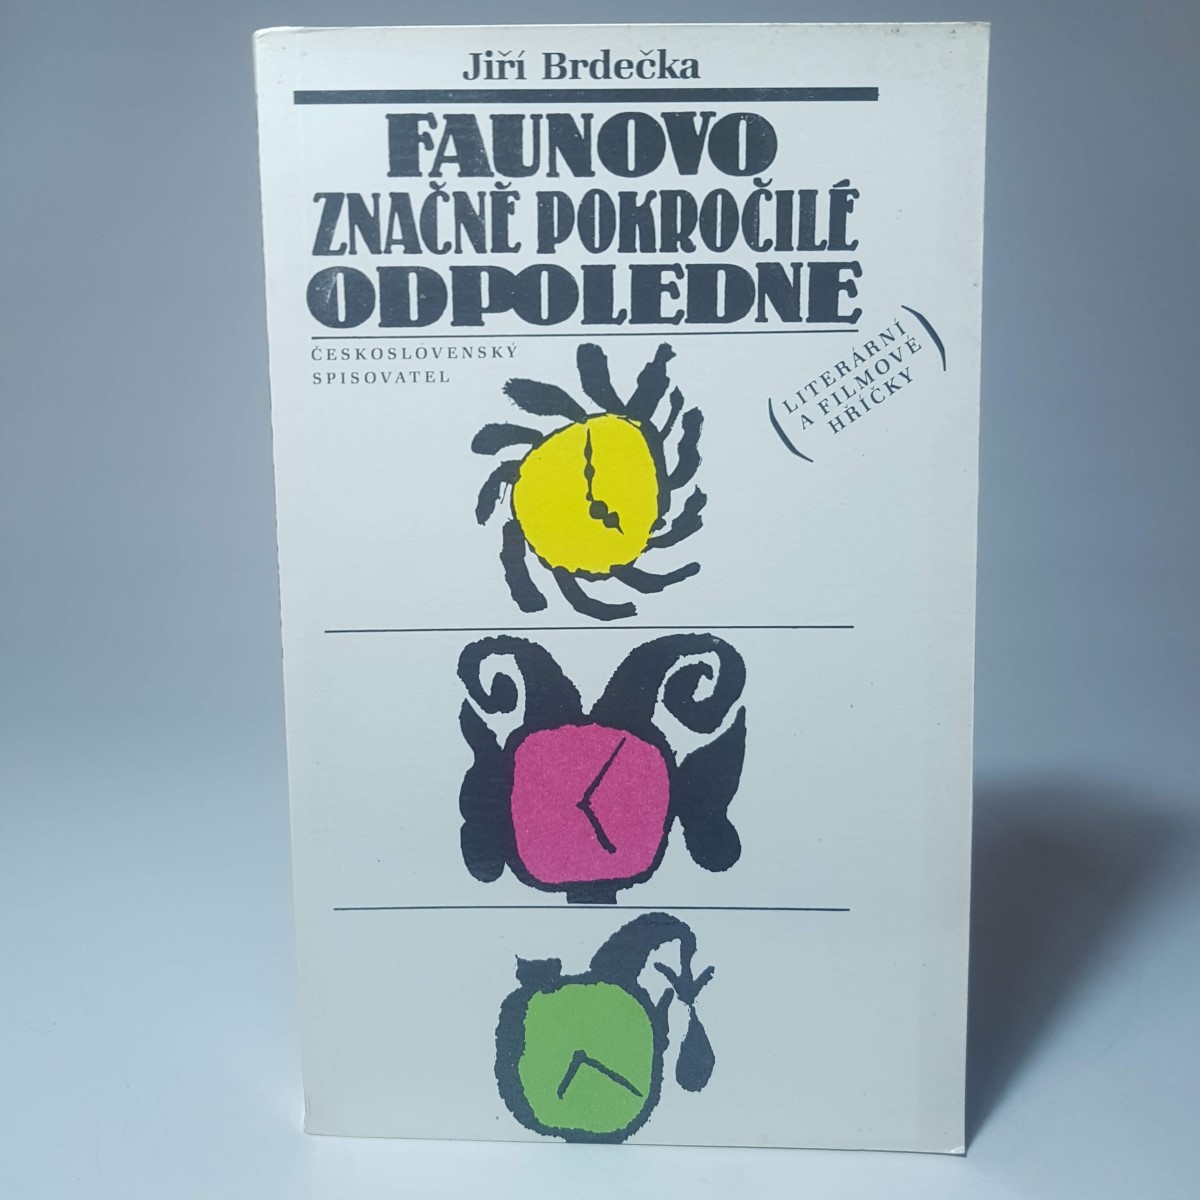 Jiří Brdečka
FAUNOVO
ZNAČNĚ POKROČILÉ
ODPOLEDNE
ČESKOSLOVENSKÝ
SPISOVATEL
(LITERÁRNÍ
A FILMOVÉ
HŘÍČKY)